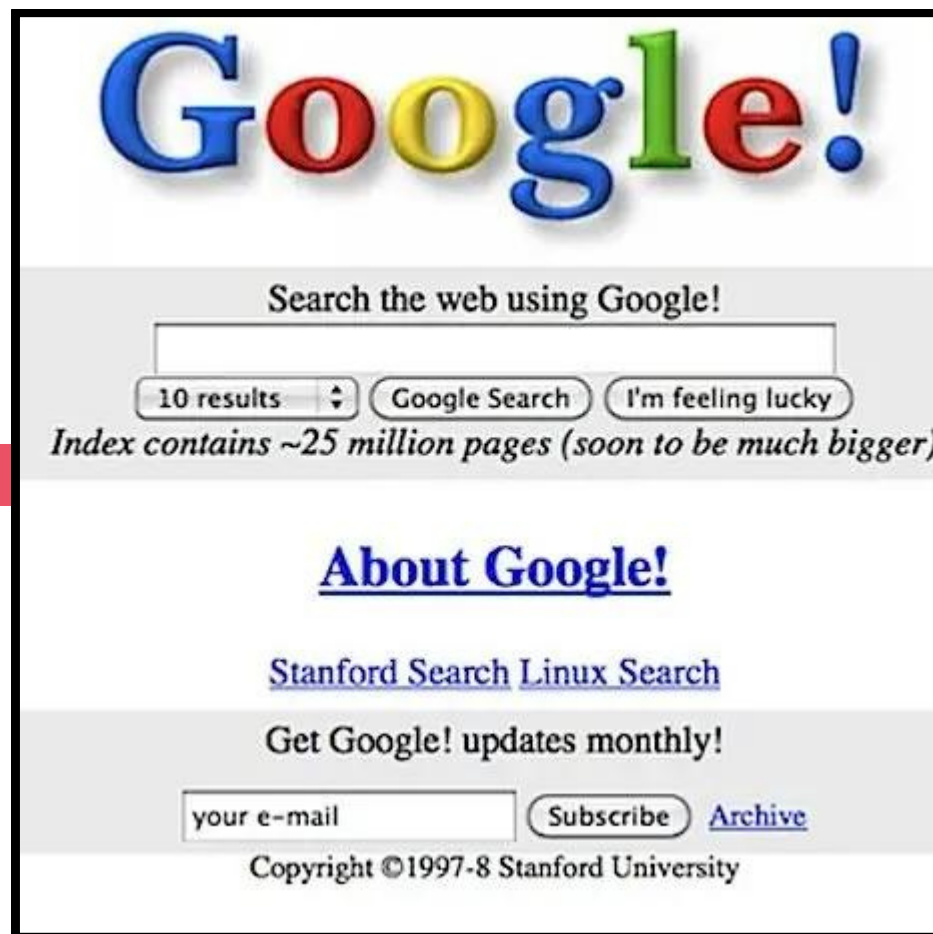 Google!
Search the web using Google!
10 results Google Search I'm feeling lucky
Index contains ~25 million pages (soon to be much bigger)
About Google!
Stanford Search Linux Search
Get Google! updates monthly!
your e-mail Subscribe Archive
Copyright ©1997-8 Stanford University